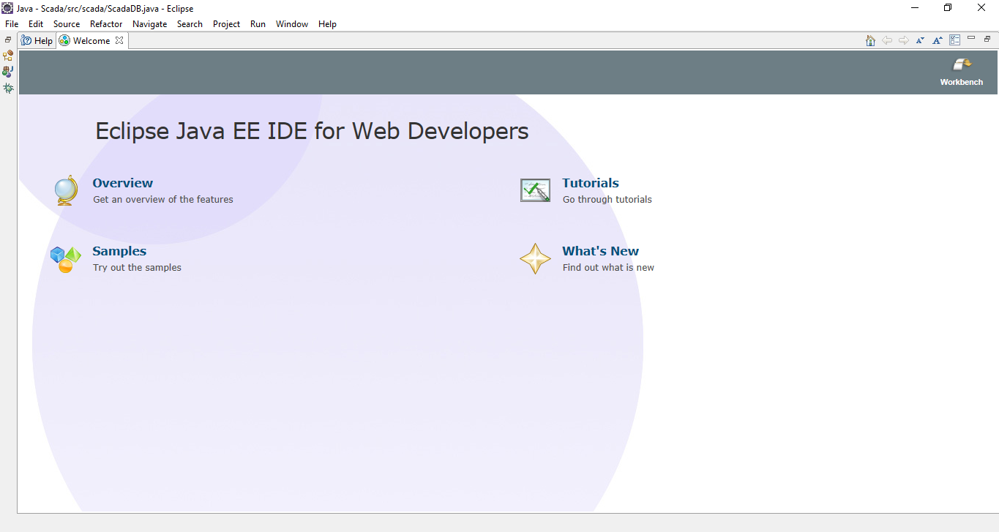 Java - Scada/src/scada/ScadaDB.java - Eclipse
File Edit Source Refactor Navigate Search Project Run Window Help
Help Welcome
Workbench
Eclipse Java EE IDE for Web Developers
Overview
Get an overview of the features
Tutorials
Go through tutorials
Samples
Try out the samples
What's New
Find out what is new